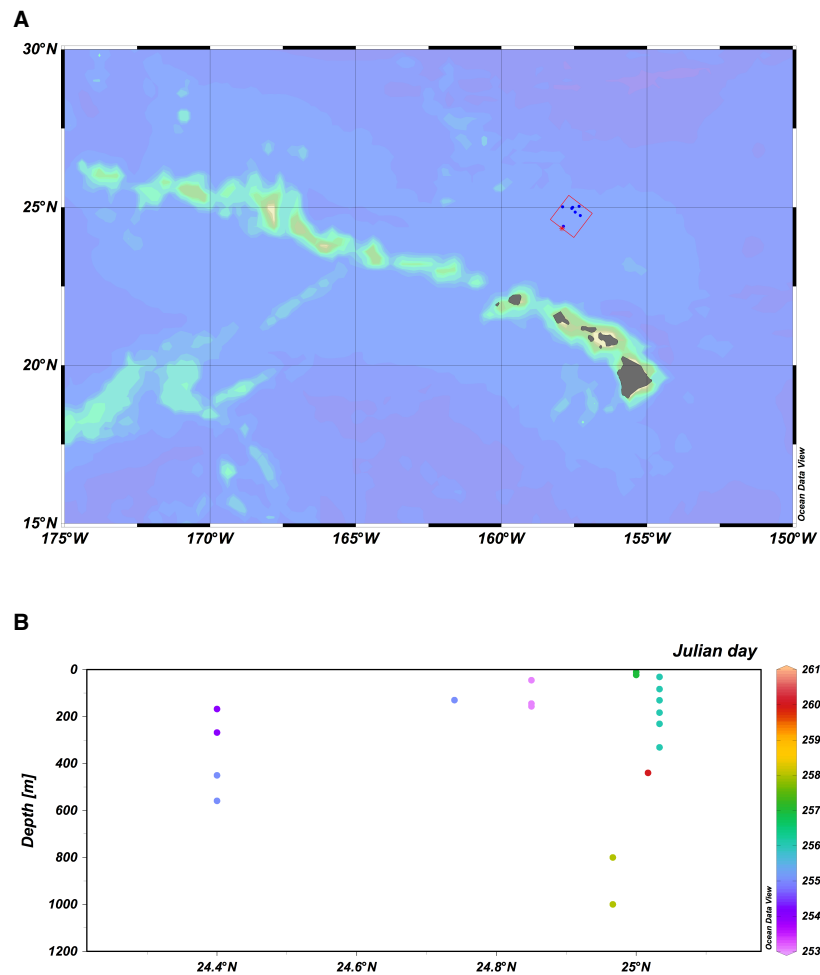 A
30°N
25°N
20°N
15°N
175°W 170°W 165°W 160°W 155°W 150°W
Ocean Data View
B
Julian day
0
200
400
600
800
1000
1200
Depth [m]
24.4°N 24.6°N 24.8°N 25°N
261
260
259
258
257
256
255
254
253
Ocean Data View